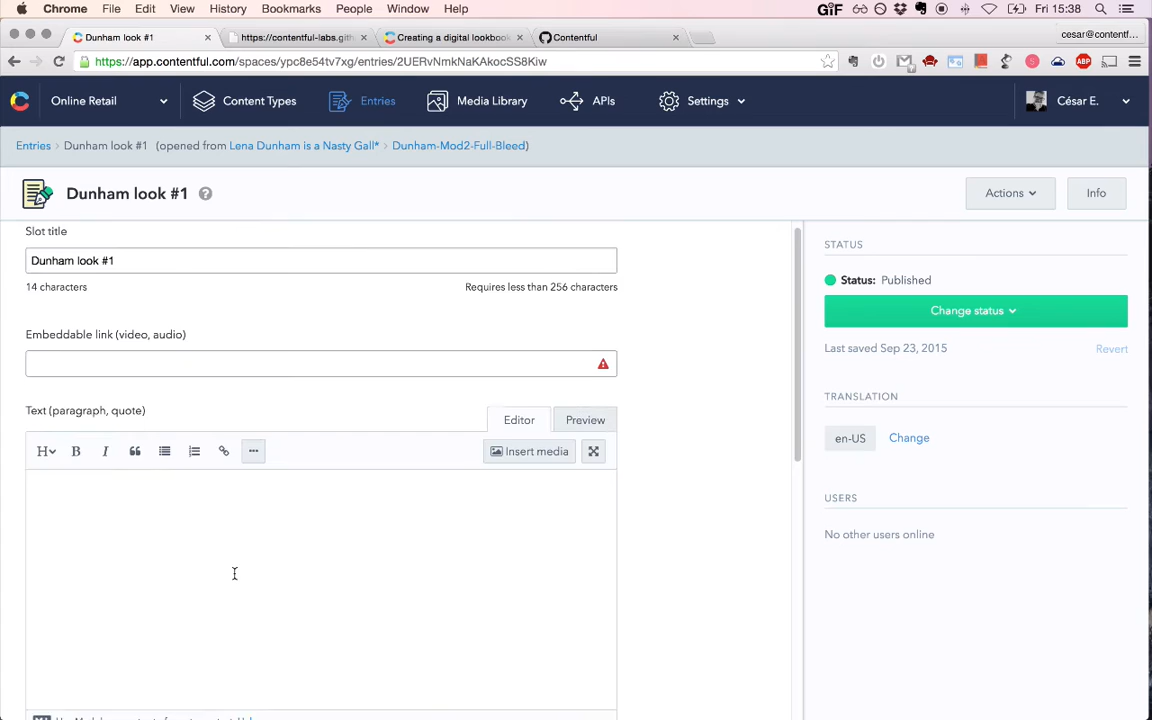 Chrome File Edit View History Bookmarks People Window Help GIF Fri 15:38
Dunham look #1 https://contentful-labs.gith Creating a digital lookbook Contentful cesar@contentf...
https://app.contentful.com/spaces/ypc8e54tv7xg/entries/2UERvNmkNaKAkocSS8Kiw
Online Retail Content Types Entries Media Library APIs Settings César E.
Entries > Dunham look #1 (opened from Lena Dunham is a Nasty Gall* > Dunham-Mod2-Full-Bleed)
Dunham look #1 ? Actions Info
Slot title
Dunham look #1
14 characters Requires less than 256 characters
Embeddable link (video, audio)
Text (paragraph, quote) Editor Preview
H B I Insert media
STATUS
Status: Published
Change status
Last saved Sep 23, 2015 Revert
TRANSLATION
en-US Change
USERS
No other users online